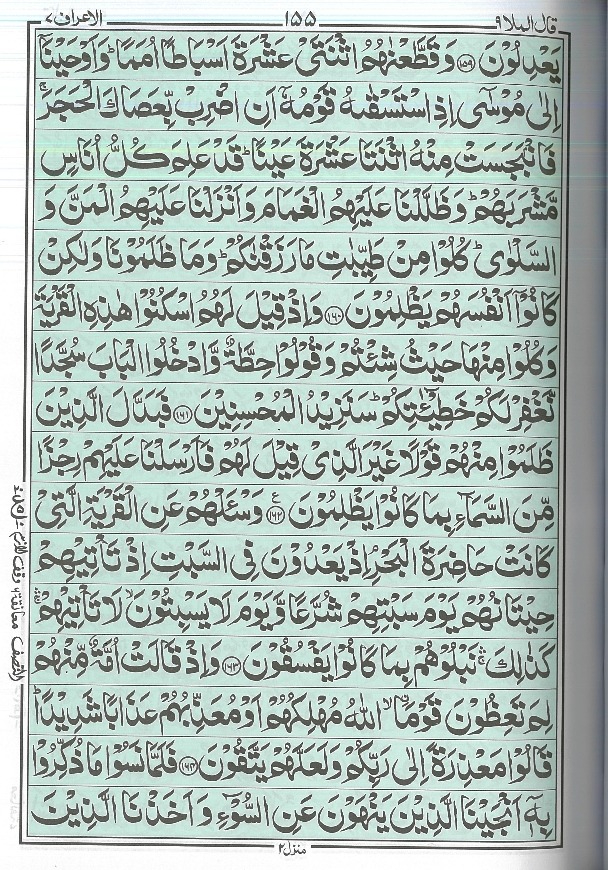 قال الملا ٩
١٥٥
الاعراف ٧
يَعْدِلُوْنَ ﴿١٥٩﴾ وَقَطَّعْنٰهُمُ اثْنَتَىْ عَشْرَةَ اَسْبَاطًا اُمَمًا ؕ وَاَوْحَيْنَاۤ
اِلٰى مُوْسٰٓى اِذِ اسْتَسْقٰىهُ قَوْمُهٗۤ اَنِ اضْرِبْ بِّعَصَاكَ الْحَجَرَ ۚ
فَانْۢبَجَسَتْ مِنْهُ اثْنَتَا عَشْرَةَ عَيْنًا ؕ قَدْ عَلِمَ كُلُّ اُنَاسٍ
مَّشْرَبَهُمْ ؕ وَظَلَّلْنَا عَلَيْهِمُ الْغَمَامَ وَاَنْزَلْنَا عَلَيْهِمُ الْمَنَّ وَ
السَّلْوٰى ؕ كُلُوْا مِنْ طَيِّبٰتِ مَا رَزَقْنٰكُمْ ؕ وَمَا ظَلَمُوْنَا وَلٰكِنْ
كَانُوْۤا اَنْفُسَهُمْ يَظْلِمُوْنَ ﴿١٦٠﴾ وَاِذْ قِيْلَ لَهُمُ اسْكُنُوْا هٰذِهِ الْقَرْيَةَ
وَكُلُوْا مِنْهَا حَيْثُ شِئْتُمْ وَقُوْلُوْا حِطَّةٌ وَّادْخُلُوا الْبَابَ سُجَّدًا
نَّغْفِرْ لَكُمْ خَطِيْٓـٰٔتِكُمْ ؕ سَنَزِيْدُ الْمُحْسِنِيْنَ ﴿١٦١﴾ فَبَدَّلَ الَّذِيْنَ
ظَلَمُوْا مِنْهُمْ قَوْلًا غَيْرَ الَّذِىْ قِيْلَ لَهُمْ فَاَرْسَلْنَا عَلَيْهِمْ رِجْزًا
مِّنَ السَّمَآءِ بِمَا كَانُوْا يَظْلِمُوْنَ ﴿١٦٢﴾ ع وَسْـَٔلْهُمْ عَنِ الْقَرْيَةِ الَّتِىْ
كَانَتْ حَاضِرَةَ الْبَحْرِ ۘ اِذْ يَعْدُوْنَ فِى السَّبْتِ اِذْ تَاْتِيْهِمْ
حِيْتَانُهُمْ يَوْمَ سَبْتِهِمْ شُرَّعًا وَّيَوْمَ لَا يَسْبِتُوْنَ ۙ لَا تَاْتِيْهِمْ ۛۚ
كَذٰلِكَ ۛۚ نَبْلُوْهُمْ بِمَا كَانُوْا يَفْسُقُوْنَ ﴿١٦٣﴾ وَاِذْ قَالَتْ اُمَّةٌ مِّنْهُمْ
لِمَ تَعِظُوْنَ قَوْمَا ۙ اۨللّٰهُ مُهْلِكُهُمْ اَوْ مُعَذِّبُهُمْ عَذَابًا شَدِيْدًا ؕ
قَالُوْا مَعْذِرَةً اِلٰى رَبِّكُمْ وَلَعَلَّهُمْ يَتَّقُوْنَ ﴿١٦٤﴾ فَلَمَّا نَسُوْا مَا ذُكِّرُوْا
بِهٖۤ اَنْجَيْنَا الَّذِيْنَ يَنْهَوْنَ عَنِ السُّوْٓءِ وَاَخَذْنَا الَّذِيْنَ
منزل ٢